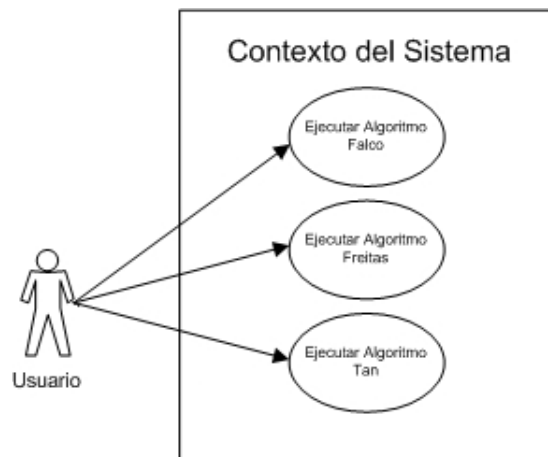 Contexto del Sistema
Ejecutar Algoritmo
Falco
Ejecutar Algoritmo
Freitas
Ejecutar Algoritmo
Tan
Usuario